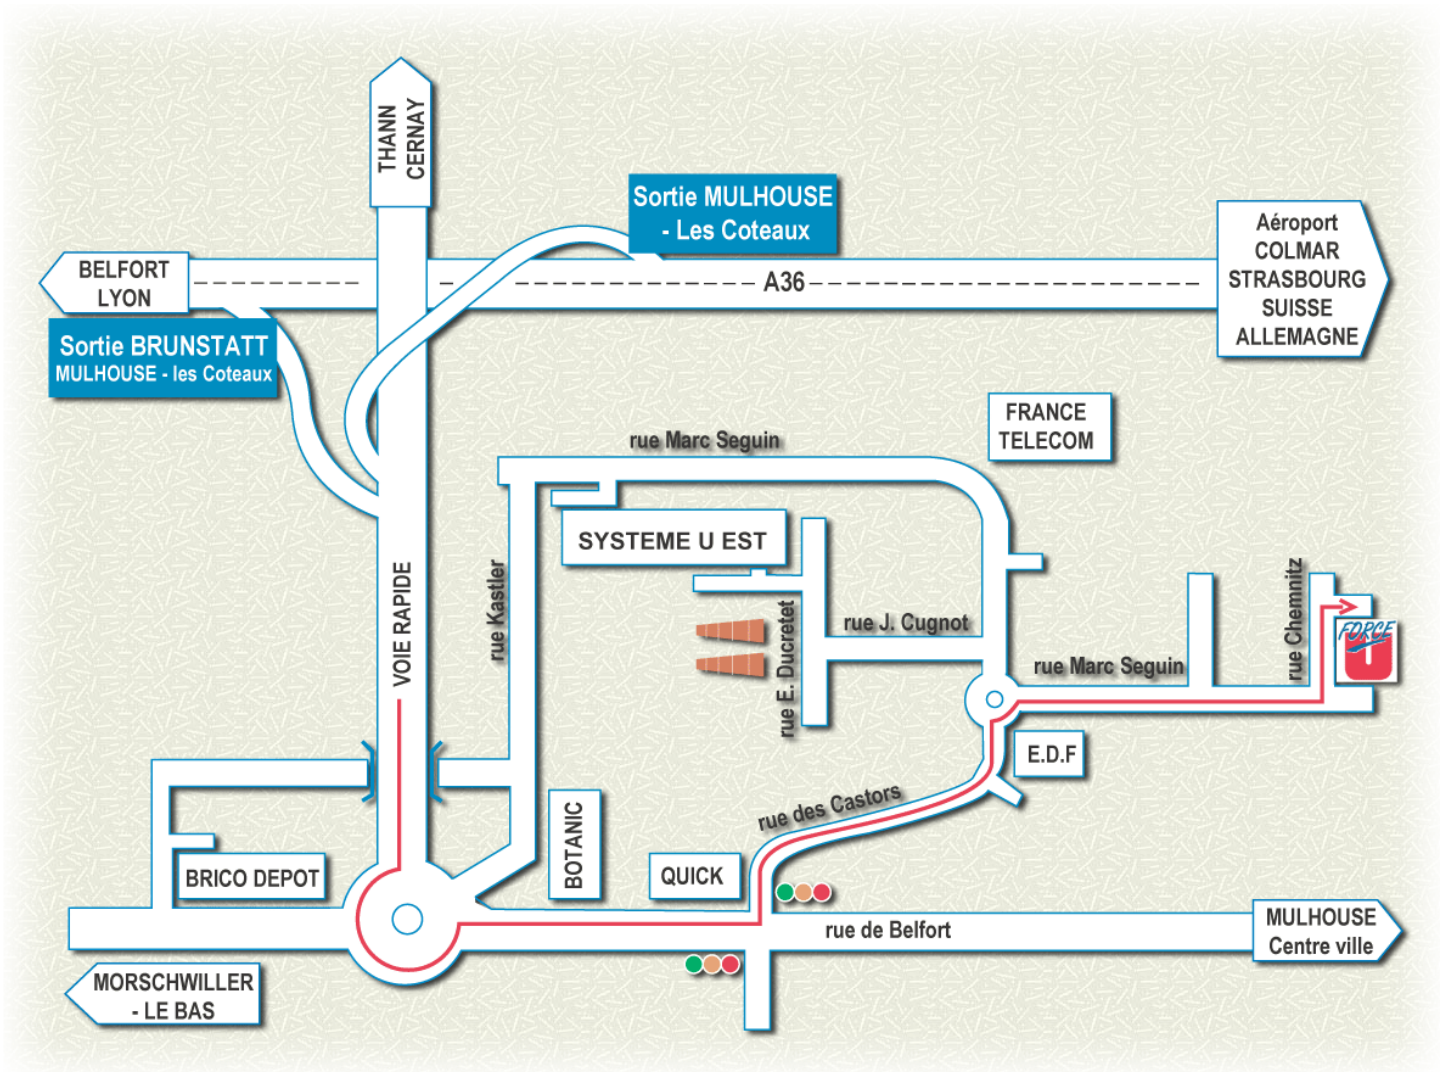 THANN
CERNAY
Sortie MULHOUSE
- Les Coteaux
Aéroport
COLMAR
STRASBOURG
SUISSE
ALLEMAGNE
BELFORT
LYON
A36
Sortie BRUNSTATT
MULHOUSE - les Coteaux
FRANCE
TELECOM
rue Marc Seguin
SYSTEME U EST
VOIE RAPIDE
rue Kastler
rue E. Ducretet
rue J. Cugnot
rue Marc Seguin
rue Chemnitz
FORCE
U
E.D.F
rue des Castors
BOTANIC
QUICK
BRICO DEPOT
rue de Belfort
MULHOUSE
Centre ville
MORSCHWILLER
- LE BAS